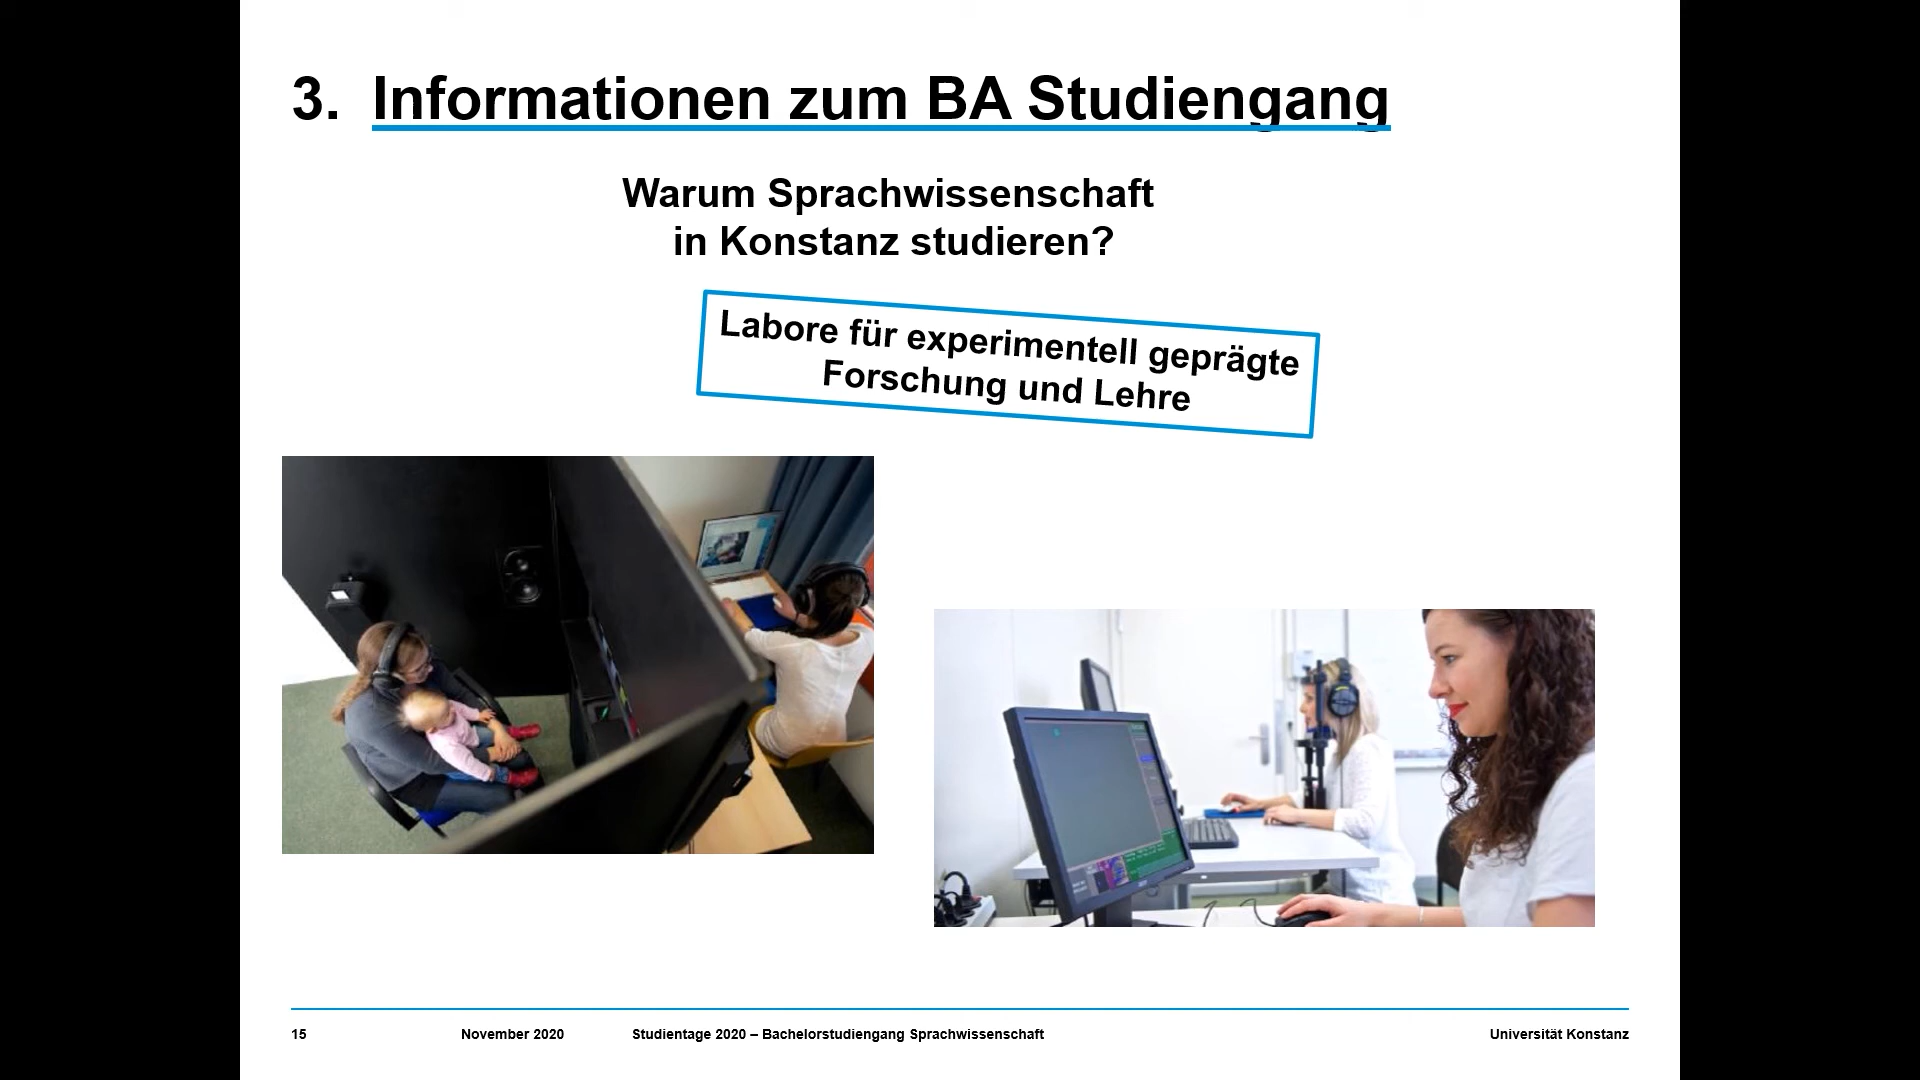 3. Informationen zum BA Studiengang
Warum Sprachwissenschaft
in Konstanz studieren?
Labore für experimentell geprägte
Forschung und Lehre
15 November 2020 Studientage 2020 – Bachelorstudiengang Sprachwissenschaft Universität Konstanz